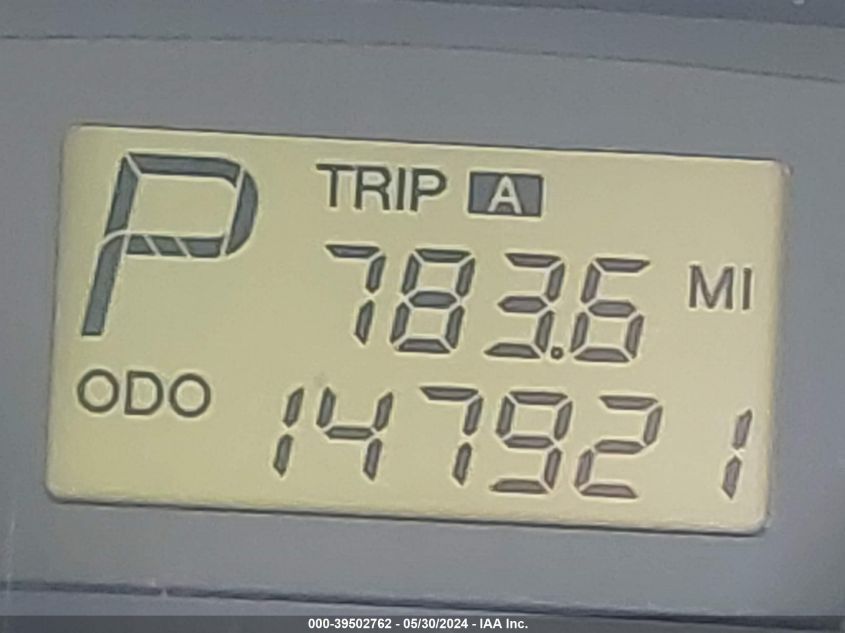 P
TRIP A
783.6 MI
ODO
147921
000-39502762 - 05/30/2024 - IAA Inc.